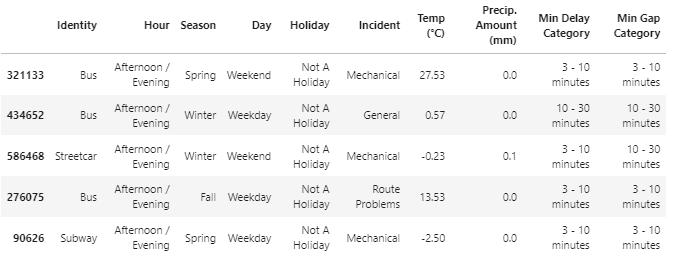 Identity Hour Season Day Holiday Incident Temp (°C) Precip. Amount (mm) Min Delay Category Min Gap Category
321133 Bus Afternoon / Evening Spring Weekend Not A Holiday Mechanical 27.53 0.0 3 - 10 minutes 3 - 10 minutes
434652 Bus Afternoon / Evening Winter Weekday Not A Holiday General 0.57 0.0 10 - 30 minutes 10 - 30 minutes
586468 Streetcar Afternoon / Evening Winter Weekend Not A Holiday Mechanical -0.23 0.1 3 - 10 minutes 10 - 30 minutes
276075 Bus Afternoon / Evening Fall Weekday Not A Holiday Route Problems 13.53 0.0 3 - 10 minutes 3 - 10 minutes
90626 Subway Afternoon / Evening Spring Weekday Not A Holiday Mechanical -2.50 0.0 3 - 10 minutes 3 - 10 minutes